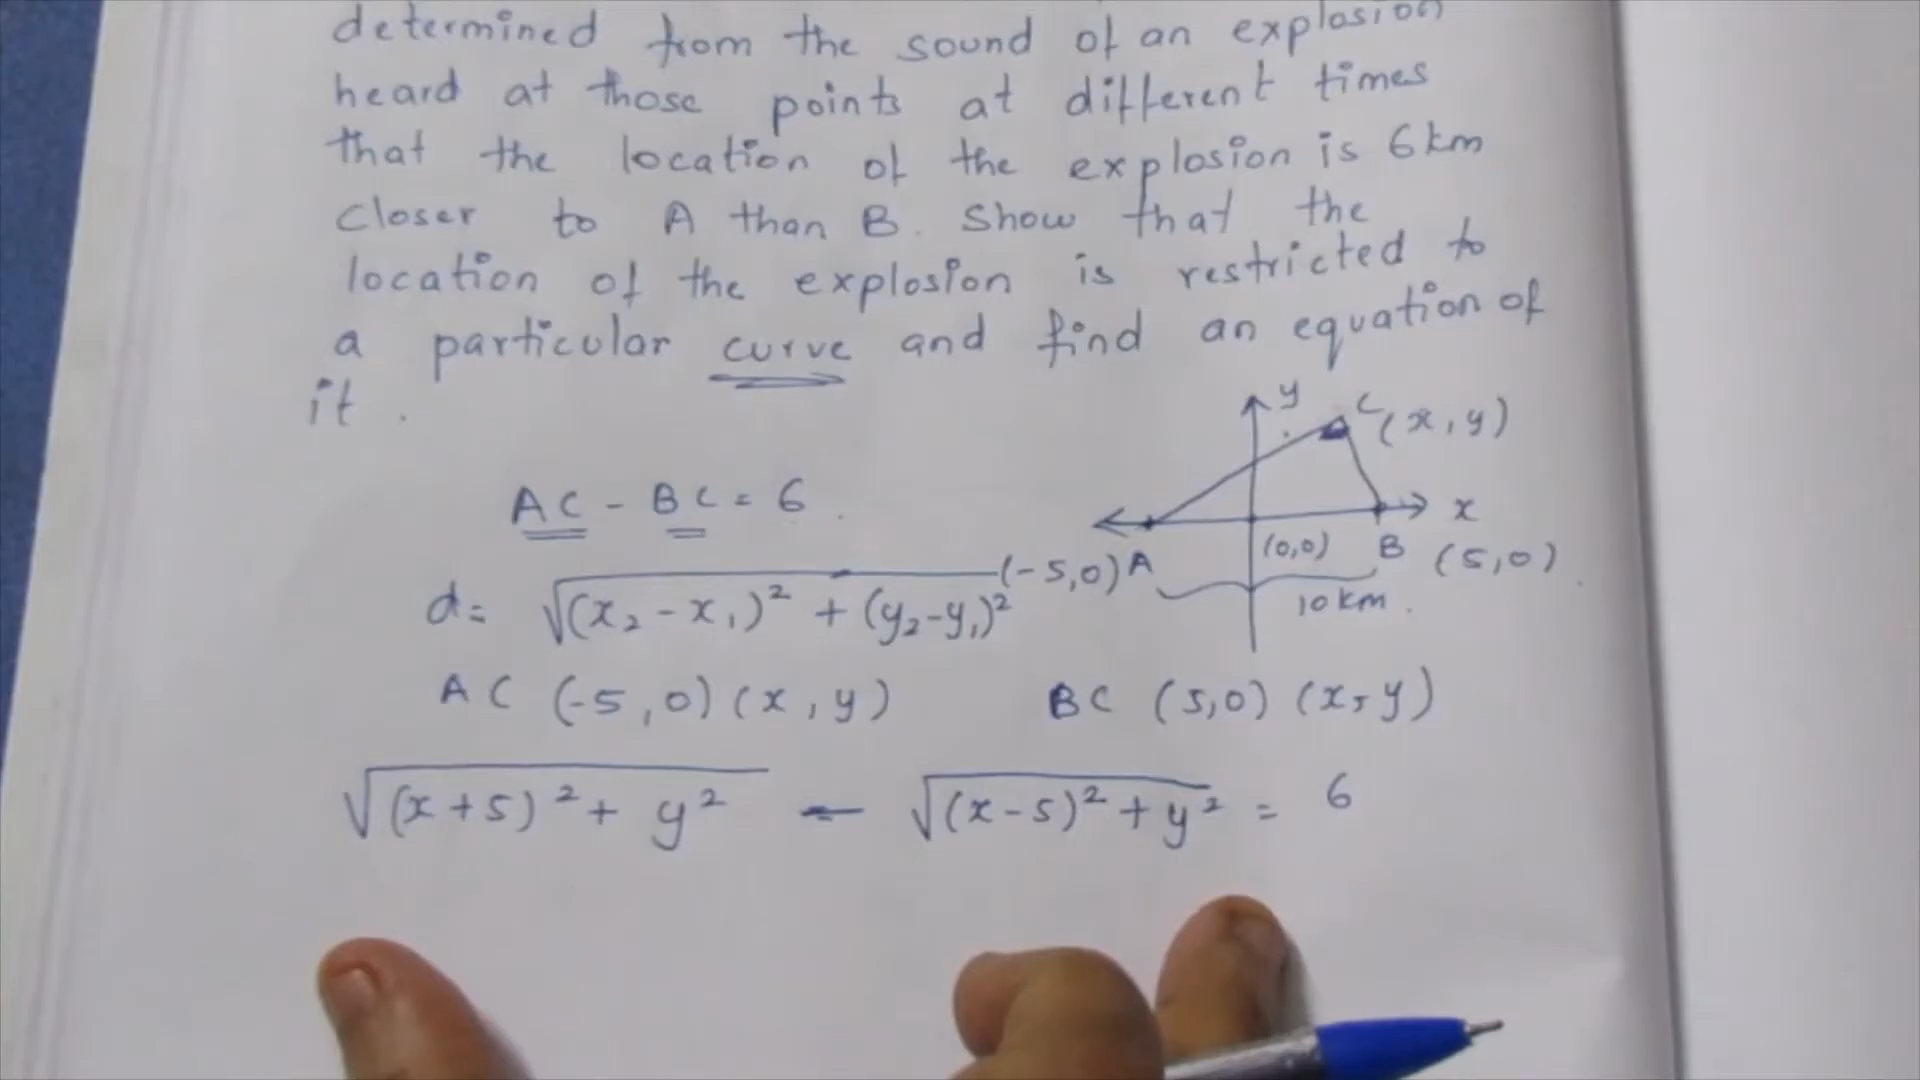 determined from the sound of an explosion
heard at those points at different times
that the location of the explosion is 6 km
closer to A than B. Show that the
location of the explosion is restricted to
a particular curve and find an equation of
it.
y
C (x, y)
AC - BC = 6
x
(0,0) B (5,0)
(-5,0) A
10 km.
d = √(x₂ - x₁)² + (y₂ - y₁)²
AC (-5,0) (x, y) BC (5,0) (x, y)
√(x+5)² + y² - √(x-5)² + y² = 6